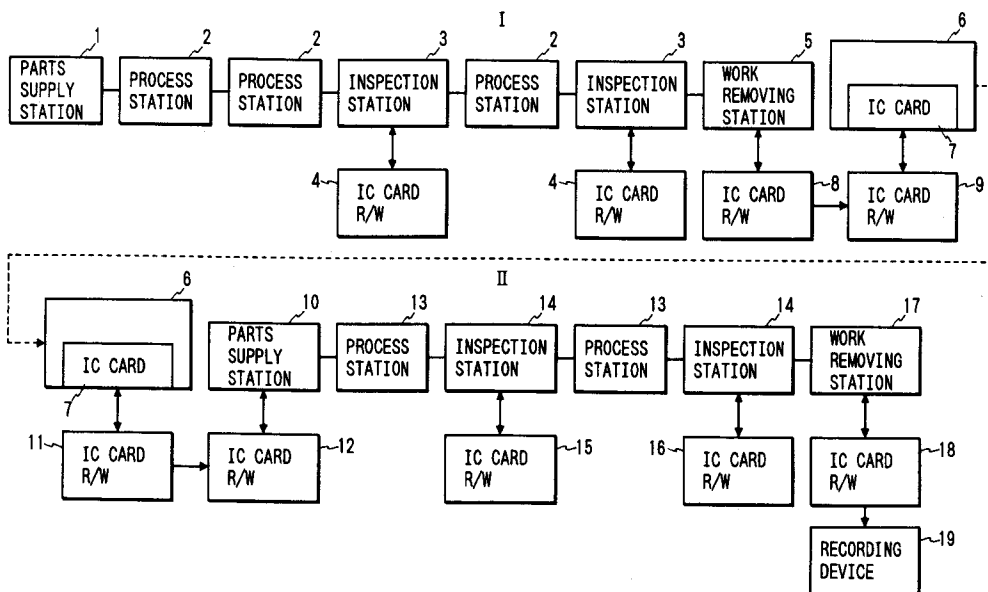 I
1
2
2
3
2
3
5
6
PARTS
SUPPLY
STATION
PROCESS
STATION
PROCESS
STATION
INSPECTION
STATION
PROCESS
STATION
INSPECTION
STATION
WORK
REMOVING
STATION
IC CARD
7
4
IC CARD
R/W
4
IC CARD
R/W
IC CARD
R/W
8
IC CARD
R/W
9
II
6
IC CARD
7
10
13
14
13
14
17
PARTS
SUPPLY
STATION
PROCESS
STATION
INSPECTION
STATION
PROCESS
STATION
INSPECTION
STATION
WORK
REMOVING
STATION
11
IC CARD
R/W
IC CARD
R/W
12
IC CARD
R/W
15
16
IC CARD
R/W
IC CARD
R/W
18
RECORDING
DEVICE
19